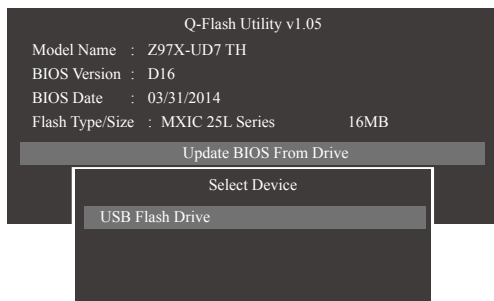 Q-Flash Utility v1.05
Model Name : Z97X-UD7 TH
BIOS Version : D16
BIOS Date : 03/31/2014
Flash Type/Size : MXIC 25L Series 16MB
Update BIOS From Drive
Select Device
USB Flash Drive